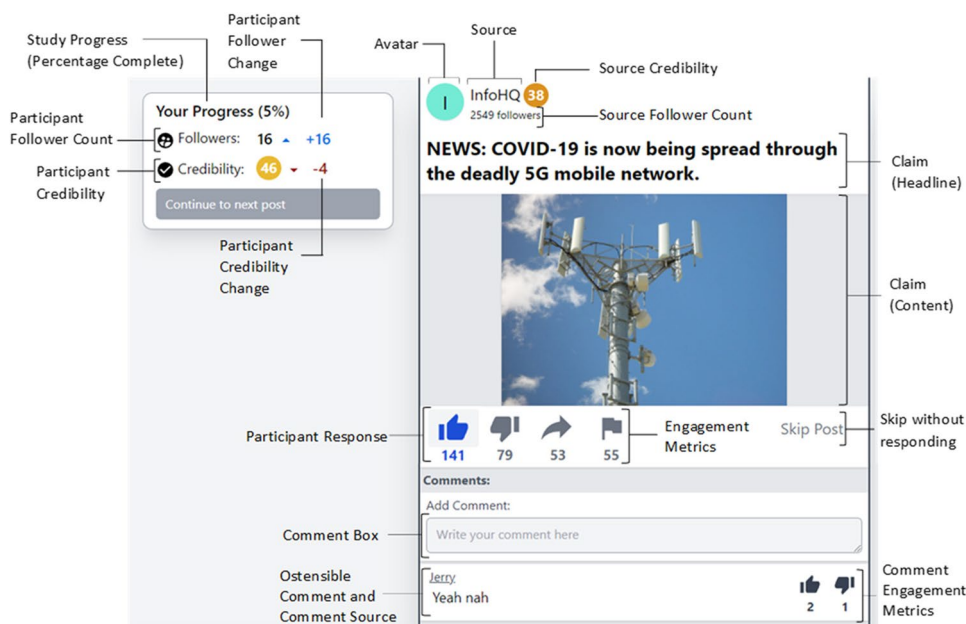 Participant
Follower
Change
Study Progress
(Percentage Complete)
Avatar
Source
Source Credibility
Source Follower Count
Participant
Follower Count
Participant
Credibility
Your Progress (5%)
Followers: 16 +16
Credibility: 46 -4
Continue to next post
Participant
Credibility
Change
I
InfoHQ 38
2549 followers
NEWS: COVID-19 is now being spread through
the deadly 5G mobile network.
Claim
(Headline)
Claim
(Content)
Participant Response
141 79 53 55
Engagement
Metrics
Skip Post
Skip without
responding
Comments:
Add Comment:
Comment Box
Write your comment here
Ostensible
Comment and
Comment Source
Jerry
Yeah nah
2 1
Comment
Engagement
Metrics